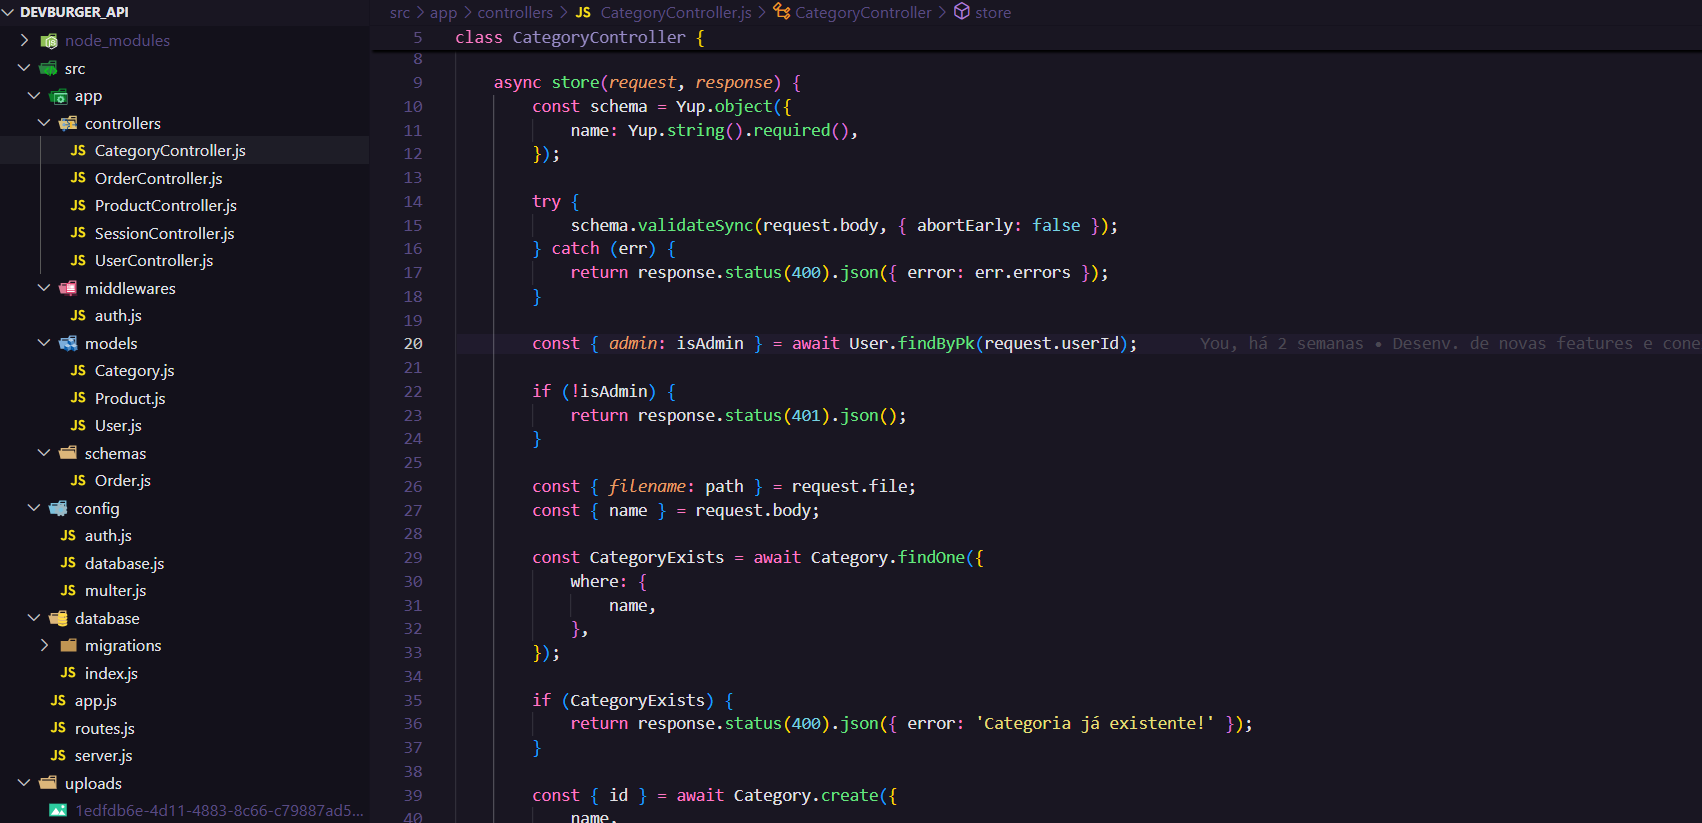 DEVBURGER_API
node_modules
src
app
controllers
JS CategoryController.js
JS OrderController.js
JS ProductController.js
JS SessionController.js
JS UserController.js
middlewares
JS auth.js
models
JS Category.js
JS Product.js
JS User.js
schemas
JS Order.js
config
JS auth.js
JS database.js
JS multer.js
database
migrations
JS index.js
JS app.js
JS routes.js
JS server.js
uploads
1edfdb6e-4d11-4883-8c66-c79887ad5...
src > app > controllers > JS CategoryController.js > CategoryController > store
5 class CategoryController {
8
9 async store(request, response) {
10 const schema = Yup.object({
11 name: Yup.string().required(),
12 });
13
14 try {
15 schema.validateSync(request.body, { abortEarly: false });
16 } catch (err) {
17 return response.status(400).json({ error: err.errors });
18 }
19
20 const { admin: isAdmin } = await User.findByPk(request.userId); You, há 2 semanas • Desenv. de novas features e cone
21
22 if (!isAdmin) {
23 return response.status(401).json();
24 }
25
26 const { filename: path } = request.file;
27 const { name } = request.body;
28
29 const CategoryExists = await Category.findOne({
30 where: {
31 name,
32 },
33 });
34
35 if (CategoryExists) {
36 return response.status(400).json({ error: 'Categoria já existente!' });
37 }
38
39 const { id } = await Category.create({
40 name,